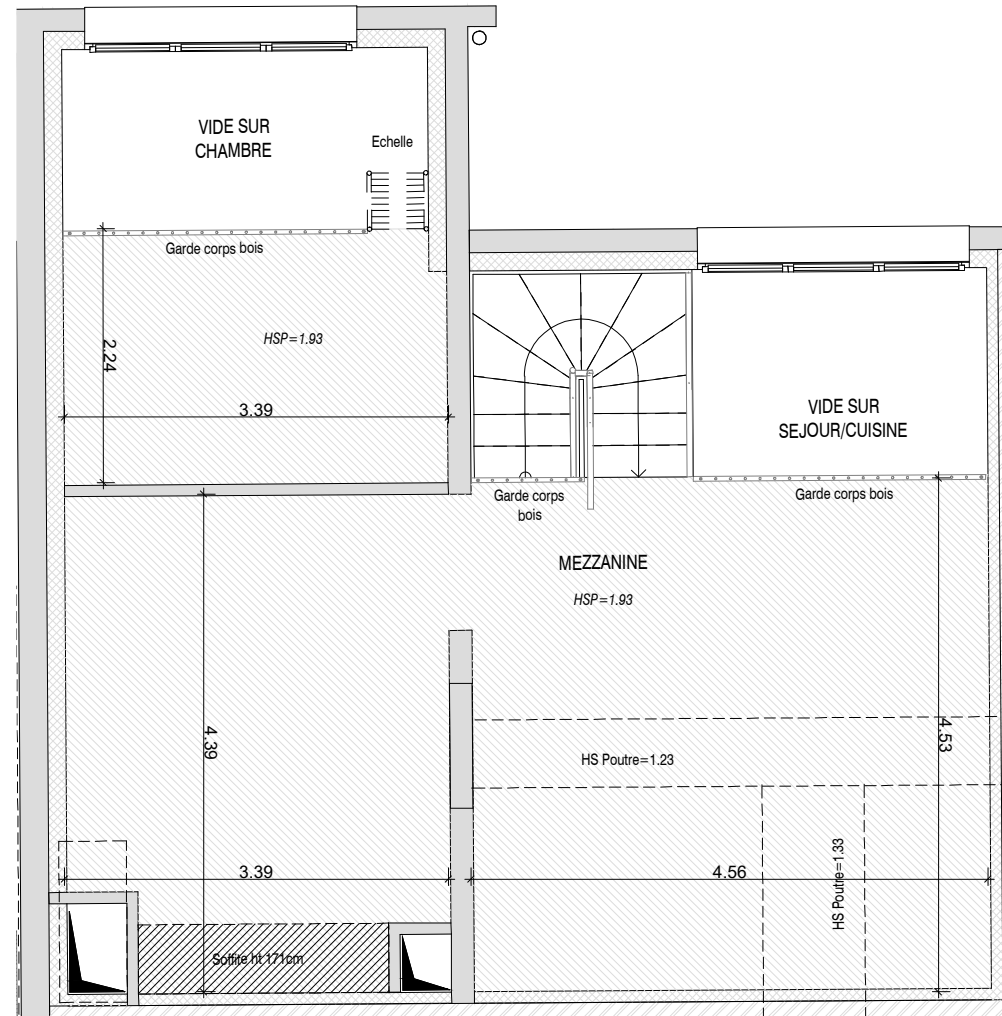 VIDE SUR
CHAMBRE
Echelle
Garde corps bois
HSP=1.93
2.24
3.39
VIDE SUR
SEJOUR/CUISINE
Garde corps
bois
Garde corps bois
MEZZANINE
HSP=1.93
4.39
4.53
HS Poutre=1.23
HS Poutre=1.33
3.39
4.56
Soffite ht 171cm